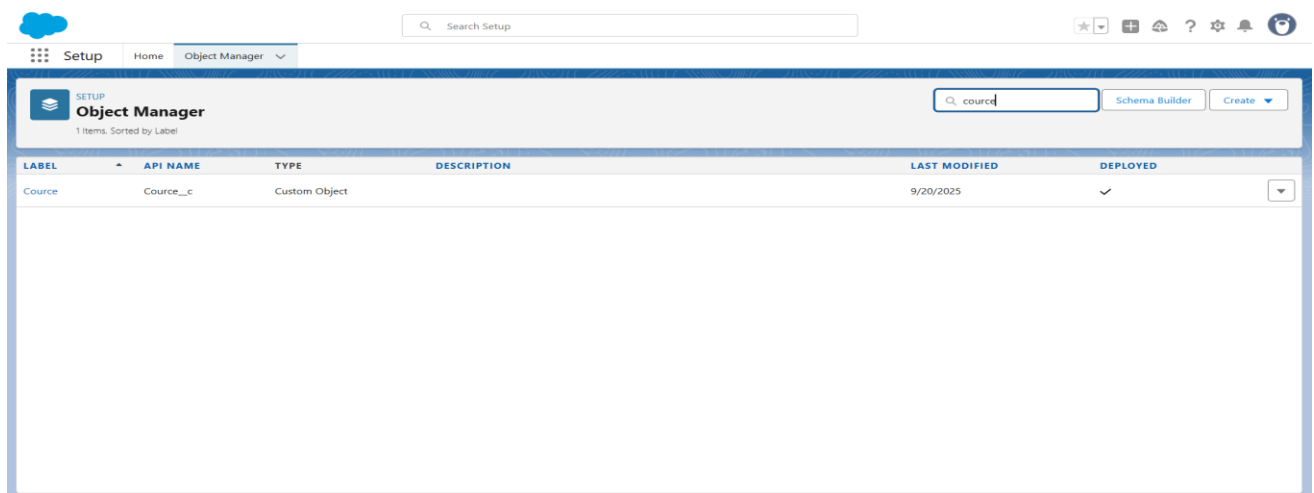 Search Setup
Setup Home Object Manager
SETUP
Object Manager
1 Items. Sorted by Label
cource
Schema Builder
Create
LABEL API NAME TYPE DESCRIPTION LAST MODIFIED DEPLOYED
Cource Cource__c Custom Object 9/20/2025